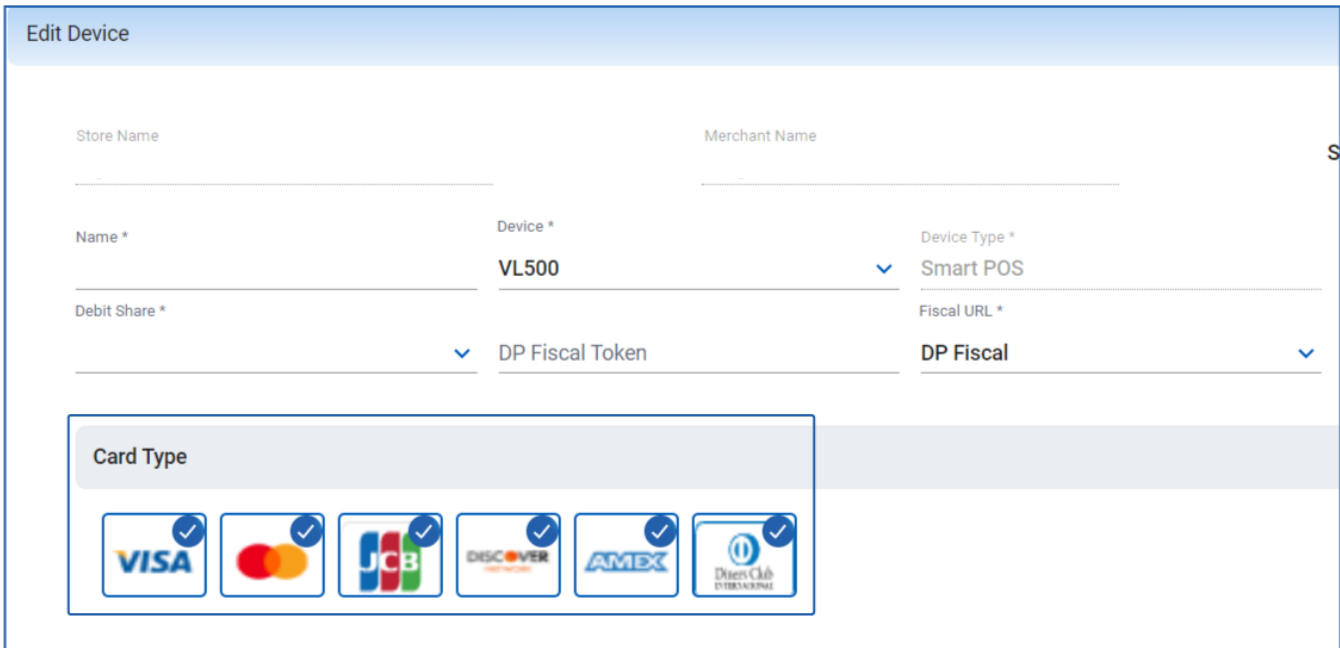 Edit Device
Store Name
Merchant Name
S
Name *
Device *
VL500
Device Type *
Smart POS
Debit Share *
DP Fiscal Token
Fiscal URL *
DP Fiscal
Card Type
VISA
JCB
DISCOVER
NETWORK
AMEX
Diners Club
INTERNATIONAL